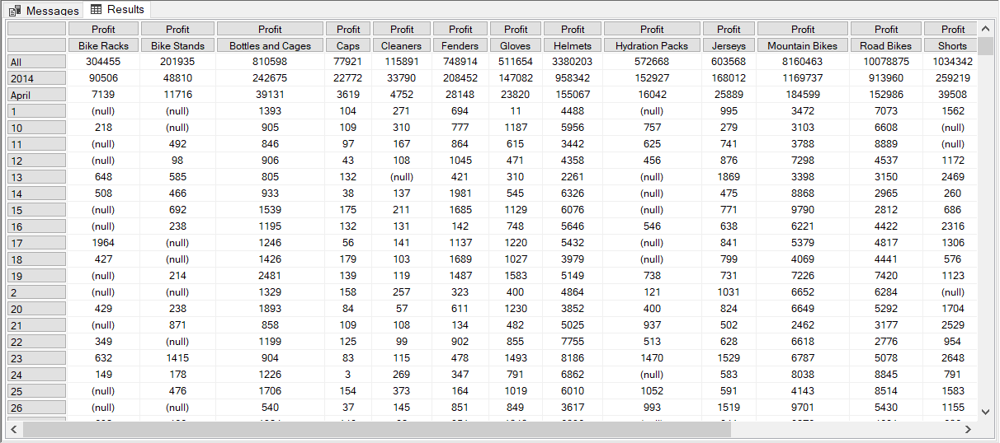 Messages Results
Profit Profit Profit Profit Profit Profit Profit Profit Profit Profit Profit Profit Profit
Bike Racks Bike Stands Bottles and Cages Caps Cleaners Fenders Gloves Helmets Hydration Packs Jerseys Mountain Bikes Road Bikes Shorts
All 304455 201935 810598 77921 115891 748914 511654 3380203 572668 603568 8160463 10078875 1034342
2014 90506 48810 242675 22772 33790 208452 147082 958342 152927 168012 1169737 913960 259219
April 7139 11716 39131 3619 4752 28148 23820 155067 16042 25889 184599 152986 39508
1 (null) (null) 1393 104 271 694 11 4488 (null) 995 3472 7073 1562
10 218 (null) 905 109 310 777 1187 5956 757 279 3103 6608 (null)
11 (null) 492 846 97 167 864 615 3442 625 741 3788 8889 (null)
12 (null) 98 906 43 108 1045 471 4358 456 876 7298 4537 1172
13 648 585 805 132 (null) 421 310 2261 (null) 1869 3398 3150 2469
14 508 466 933 38 137 1981 545 6326 (null) 475 8868 2965 260
15 (null) 692 1539 175 211 1685 1129 6076 (null) 771 9790 2812 686
16 (null) 238 1195 132 131 142 748 5646 546 638 6221 4422 2316
17 1964 (null) 1246 56 141 1137 1220 5432 (null) 841 5379 4817 1306
18 427 (null) 1426 179 103 1689 1027 3979 (null) 799 4069 4441 576
19 (null) 214 2481 139 119 1487 1583 5149 738 731 7226 7420 1123
2 (null) (null) 1329 158 257 323 400 4864 121 1031 6652 6284 (null)
20 429 238 1893 84 57 611 1230 3852 400 824 6649 5292 1704
21 (null) 871 858 109 108 134 482 5025 937 502 2462 3177 2529
22 349 (null) 1199 125 99 902 855 7755 513 628 6618 2776 954
23 632 1415 904 83 115 478 1493 8186 1470 1529 6787 5078 2648
24 149 178 1226 3 269 347 791 6862 (null) 583 8038 8845 791
25 (null) 476 1706 154 373 164 1019 6010 1052 591 4143 8514 1583
26 (null) (null) 540 37 145 851 849 3617 993 1519 9701 5430 1155